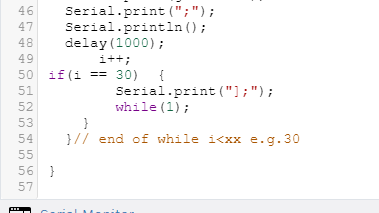 46 Serial.print(";");
47 Serial.println();
48 delay(1000);
49 i++;
50 if(i == 30) {
51 Serial.print("];");
52 while(1);
53 }
54 }// end of while i<xx e.g.30
55
56 }
57
Serial Monitor